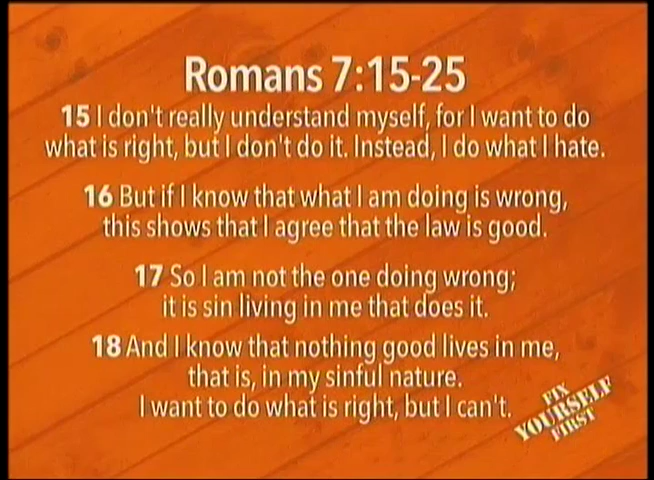 Romans 7:15-25
15 I don't really understand myself, for I want to do
what is right, but I don't do it. Instead, I do what I hate.
16 But if I know that what I am doing is wrong,
this shows that I agree that the law is good.
17 So I am not the one doing wrong;
it is sin living in me that does it.
18 And I know that nothing good lives in me,
that is, in my sinful nature.
I want to do what is right, but I can't.
FIX
YOURSELF
FIRST